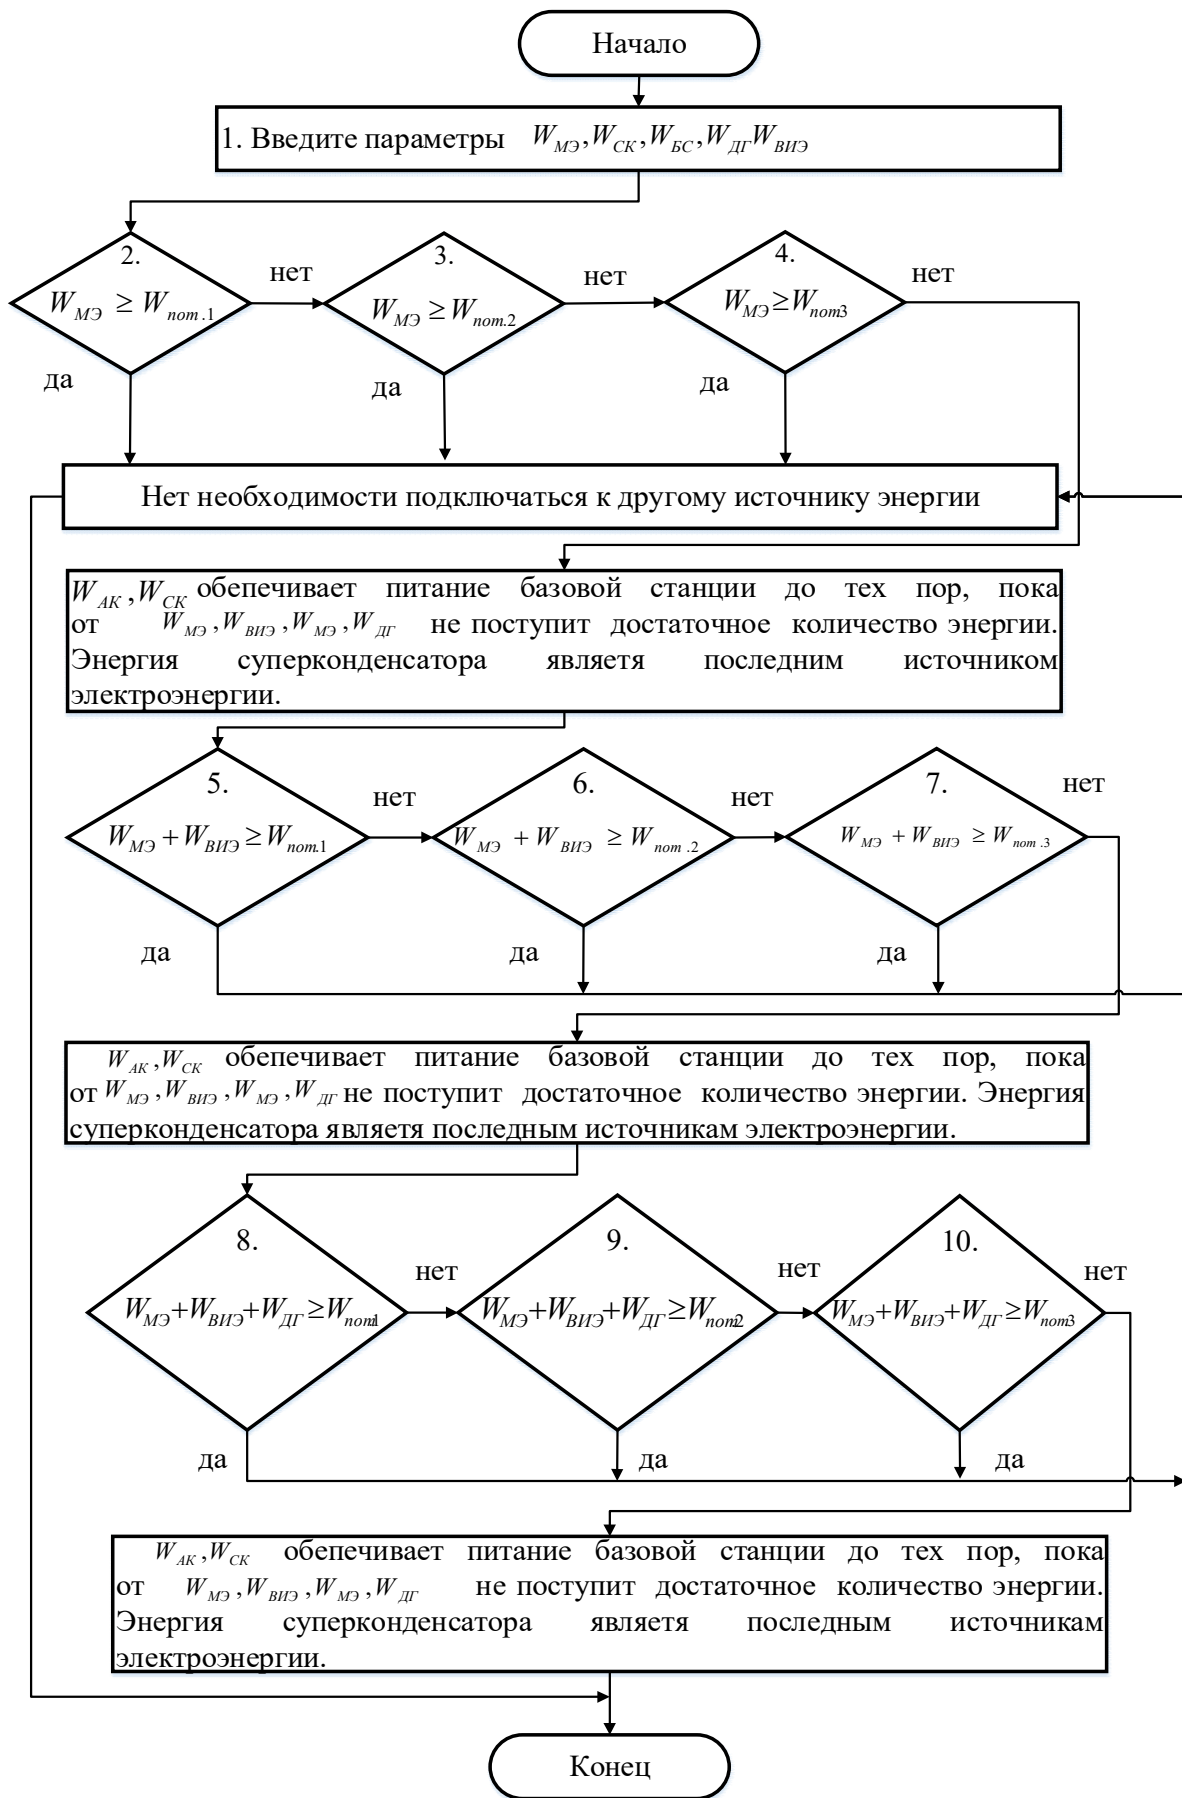 Начало
1. Введите параметры W_МЭ, W_СК, W_БС, W_ДГ W_ВИЭ
2.
W_МЭ ≥ W_пот.1
да
нет
3.
W_МЭ ≥ W_пот.2
да
нет
4.
W_МЭ ≥ W_пот3
да
нет
Нет необходимости подключаться к другому источнику энергии
W_АК, W_СК обепечивает питание базовой станции до тех пор, пока
от W_МЭ, W_ВИЭ, W_МЭ, W_ДГ не поступит достаточное количество энергии.
Энергия суперконденсатора являетя последним источником
электроэнергии.
5.
W_МЭ + W_ВИЭ ≥ W_пот.1
да
нет
6.
W_МЭ + W_ВИЭ ≥ W_пот.2
да
нет
7.
W_МЭ + W_ВИЭ ≥ W_пот.3
да
нет
W_АК, W_СК обепечивает питание базовой станции до тех пор, пока
от W_МЭ, W_ВИЭ, W_МЭ, W_ДГ не поступит достаточное количество энергии. Энергия
суперконденсатора являетя последным источникам электроэнергии.
8.
W_МЭ+W_ВИЭ+W_ДГ ≥ W_пот1
да
нет
9.
W_МЭ+W_ВИЭ+W_ДГ ≥ W_пот2
да
нет
10.
W_МЭ+W_ВИЭ+W_ДГ ≥ W_пот3
да
нет
W_АК, W_СК обепечивает питание базовой станции до тех пор, пока
от W_МЭ, W_ВИЭ, W_МЭ, W_ДГ не поступит достаточное количество энергии.
Энергия суперконденсатора являетя последным источникам
электроэнергии.
Конец